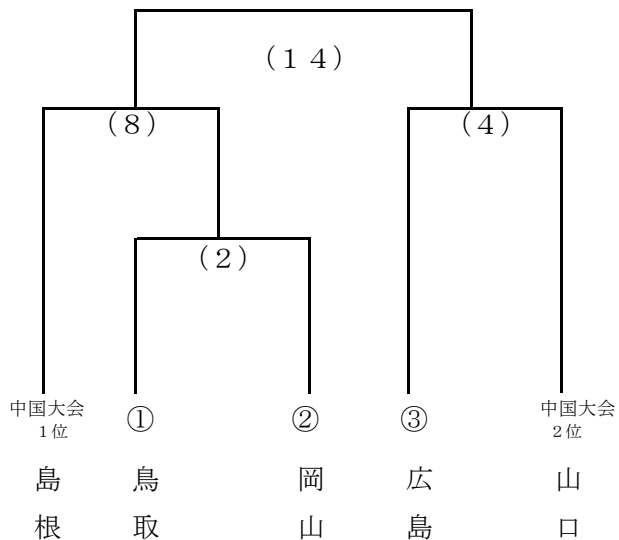 （１４）
（８）
（４）
（２）
中国大会
１位
①
②
③
中国大会
２位
島根
鳥取
岡山
広島
山口